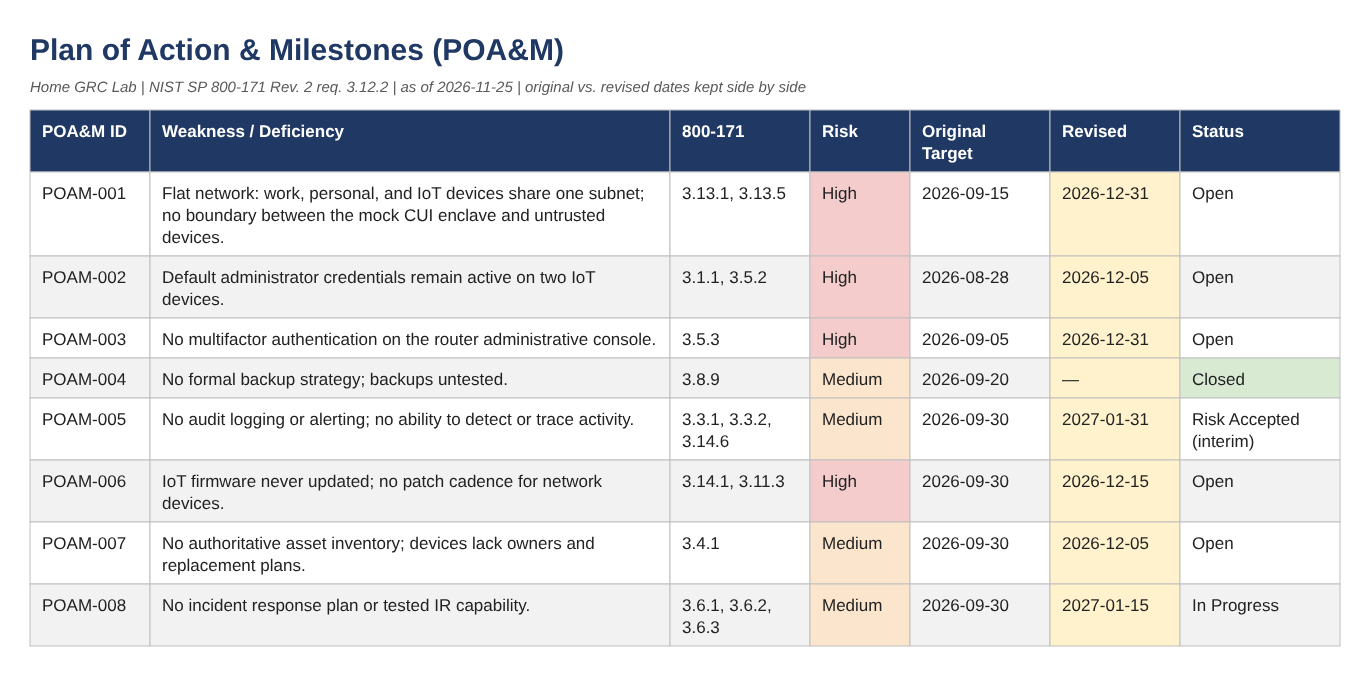 Plan of Action & Milestones (POA&M)
Home GRC Lab | NIST SP 800-171 Rev. 2 req. 3.12.2 | as of 2026-11-25 | original vs. revised dates kept side by side
POA&M ID Weakness / Deficiency 800-171 Risk Original Revised Status
Target
POAM-001 Flat network: work, personal, and IoT devices share one subnet; 3.13.1, 3.13.5 High 2026-09-15 2026-12-31 Open
no boundary between the mock CUI enclave and untrusted
devices.
POAM-002 Default administrator credentials remain active on two IoT 3.1.1, 3.5.2 High 2026-08-28 2026-12-05 Open
devices.
POAM-003 No multifactor authentication on the router administrative console. 3.5.3 High 2026-09-05 2026-12-31 Open
POAM-004 No formal backup strategy; backups untested. 3.8.9 Medium 2026-09-20 — Closed
POAM-005 No audit logging or alerting; no ability to detect or trace activity. 3.3.1, 3.3.2, Medium 2026-09-30 2027-01-31 Risk Accepted
3.14.6 (interim)
POAM-006 IoT firmware never updated; no patch cadence for network 3.14.1, 3.11.3 High 2026-09-30 2026-12-15 Open
devices.
POAM-007 No authoritative asset inventory; devices lack owners and 3.4.1 Medium 2026-09-30 2026-12-05 Open
replacement plans.
POAM-008 No incident response plan or tested IR capability. 3.6.1, 3.6.2, Medium 2026-09-30 2027-01-15 In Progress
3.6.3